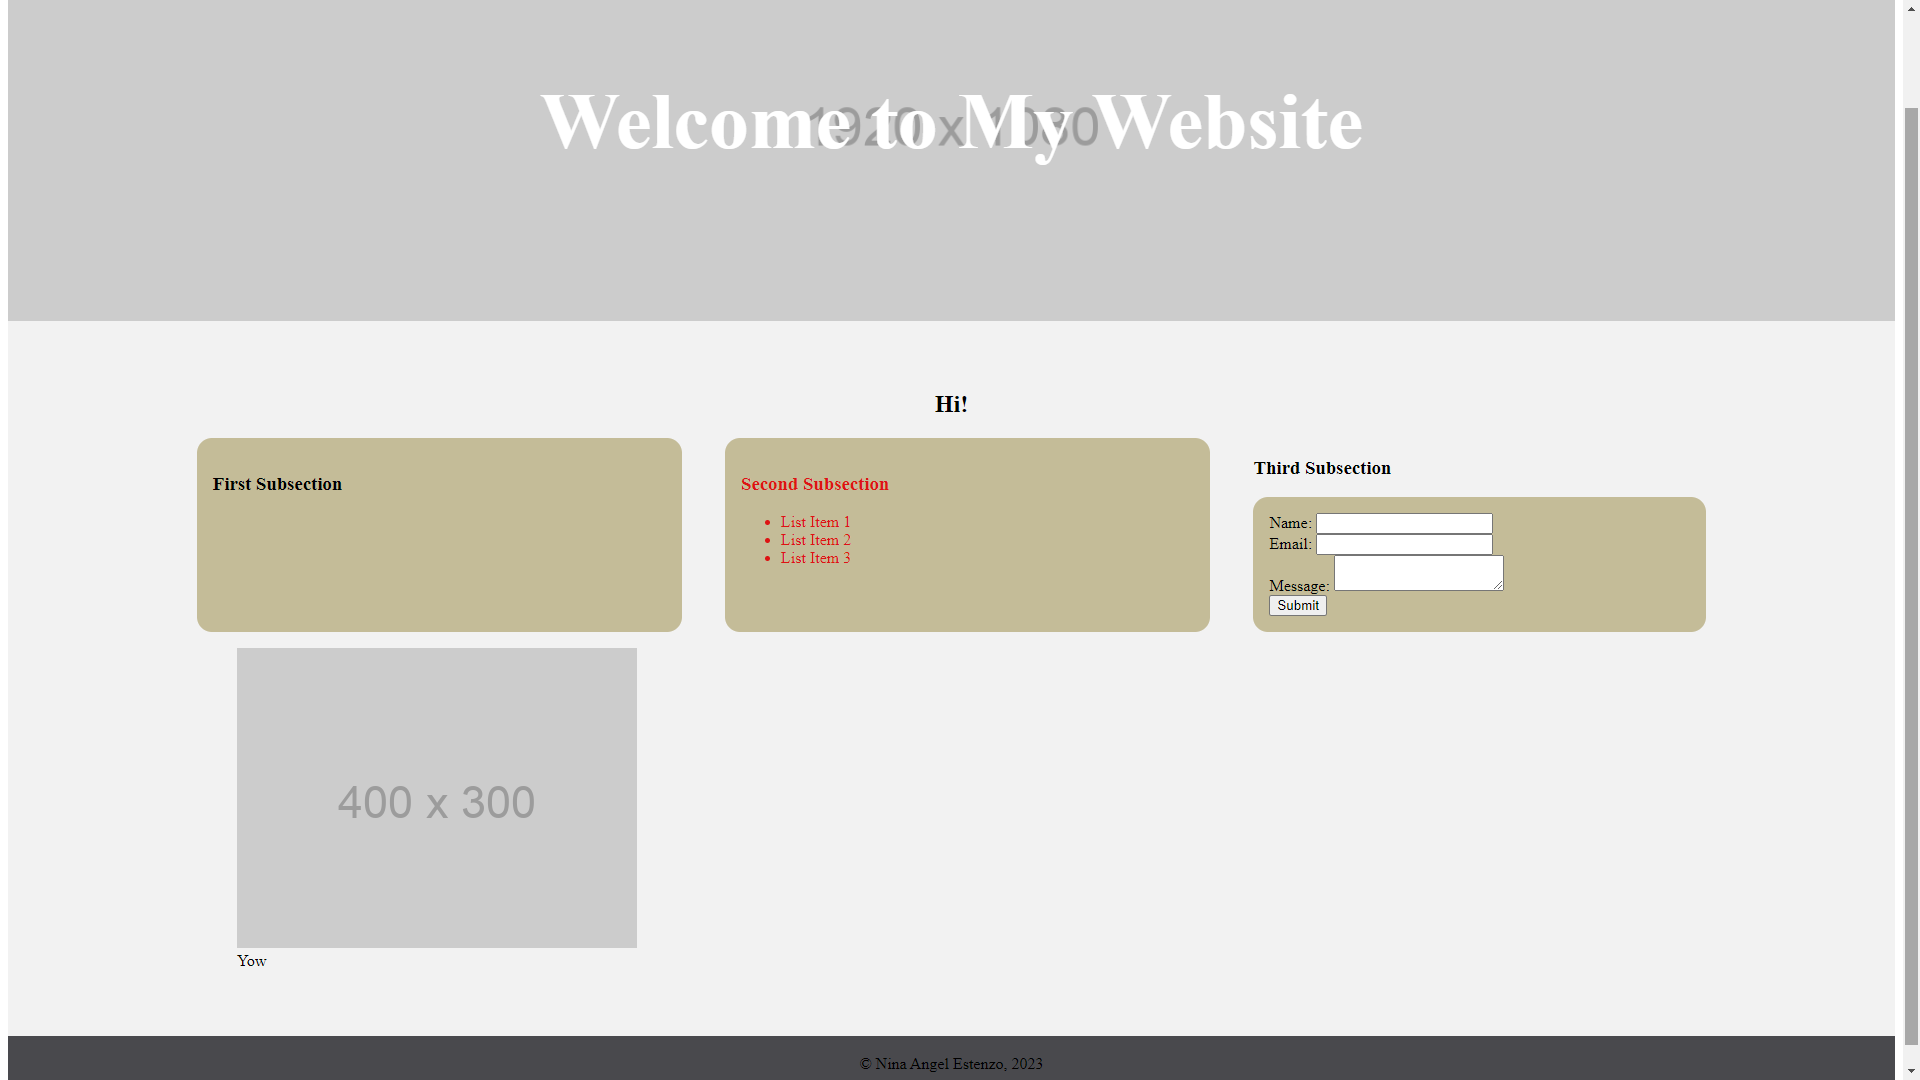 1920 x 1080
Welcome to My Website
Hi!
First Subsection
Second Subsection
List Item 1
List Item 2
List Item 3
Third Subsection
Name:
Email:
Message:
Submit
400 x 300
Yow
© Nina Angel Estenzo, 2023